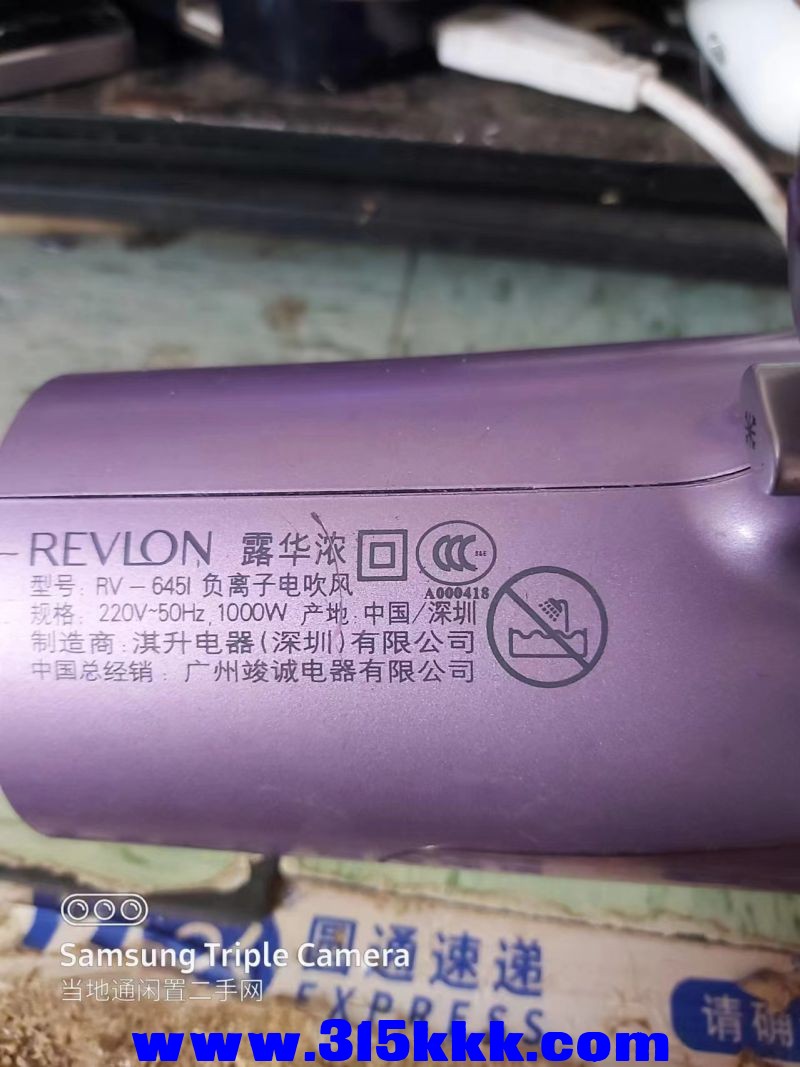 REVLON 露华浓
S&E
A000418
型号: RV-645I 负离子电吹风
规格: 220V~50Hz, 1000W 产地: 中国/深圳
制造商: 淇升电器(深圳)有限公司
中国总经销: 广州竣诚电器有限公司
Samsung Triple Camera
当地通闲置二手网
圆通速递
EXPRESS
请确
www.315kkk.com